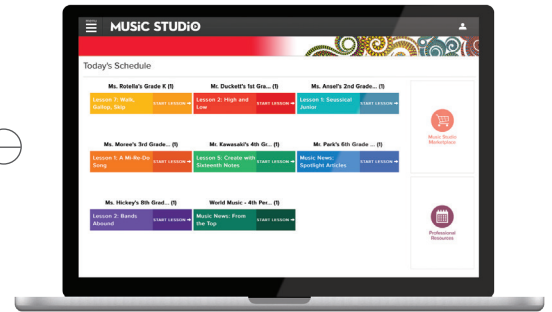 MUSiC STUDiO
Today's Schedule
Ms. Rotella's Grade K (1)
Mr. Duckett's 1st Gra... (1)
Ms. Ansel's 2nd Grade... (1)
Lesson 7: Walk,
Gallop, Skip
START LESSON
Lesson 2: High and
Low
START LESSON
Lesson 1: Seussical
Junior
START LESSON
Ms. Moree's 3rd Grade... (1)
Mr. Kawasaki's 4th Gr... (1)
Mr. Park's 6th Grade ... (1)
Lesson 1: A Mi-Re-Do
Song
START LESSON
Lesson 5: Create with
Sixteenth Notes
START LESSON
Music News:
Spotlight Articles
START LESSON
Ms. Hickey's 8th Grad... (1)
World Music - 4th Per... (1)
Lesson 2: Bands
Abound
START LESSON
Music News: From
the Top
START LESSON
Music Studio
Marketplace
Professional
Resources